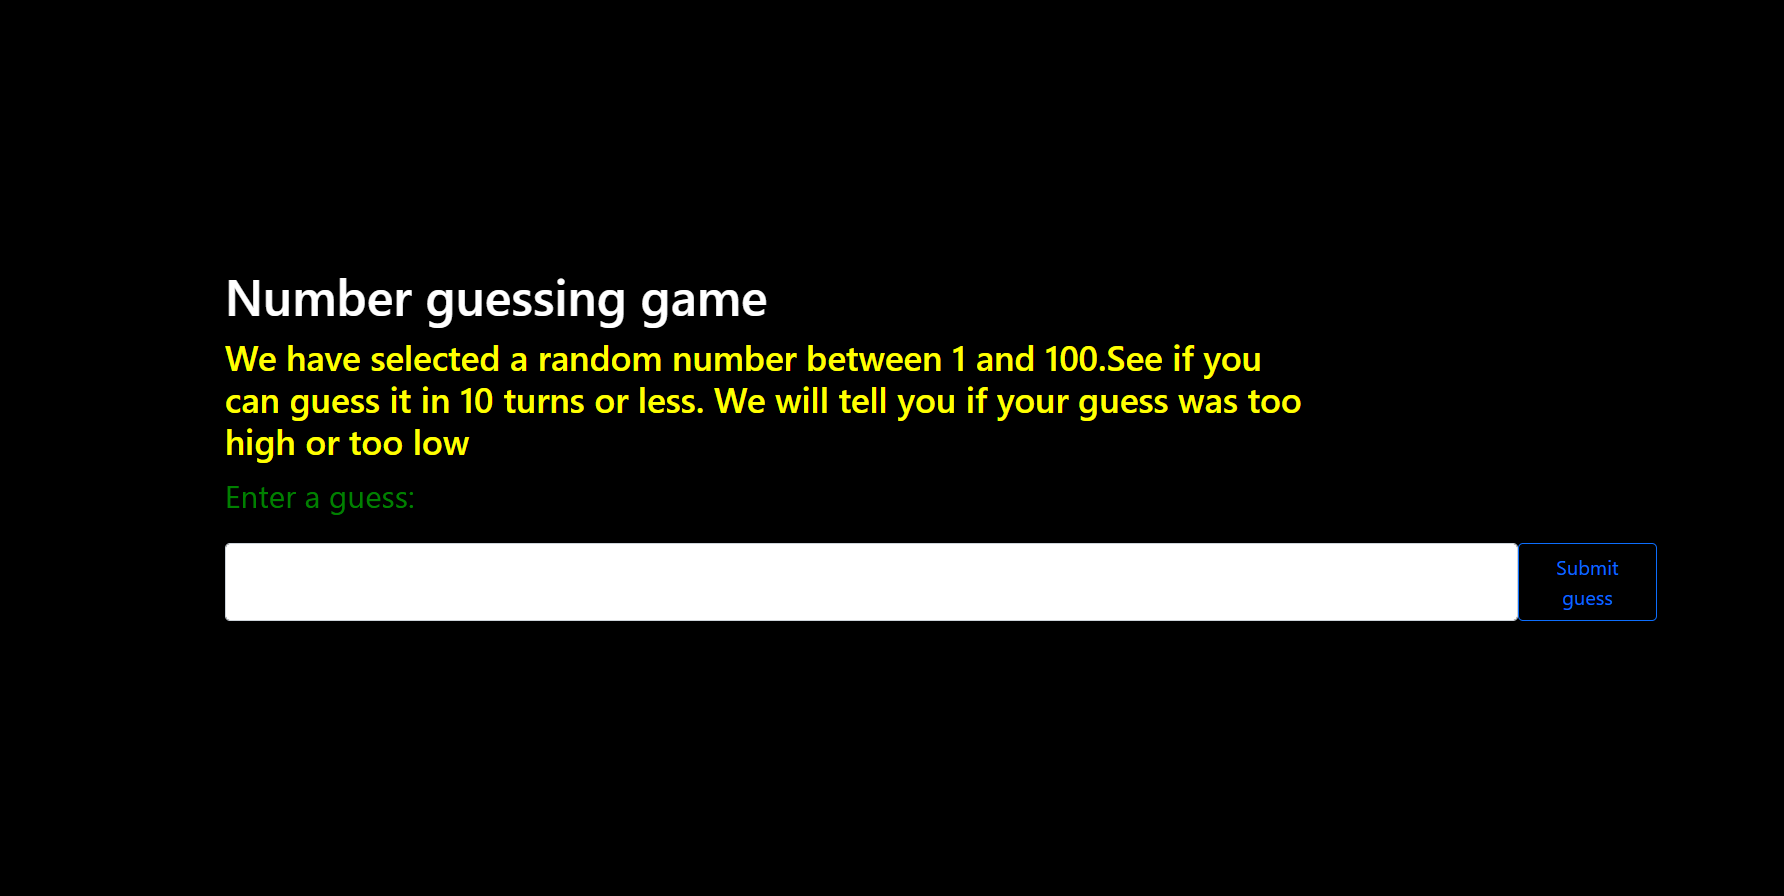 Number guessing game
We have selected a random number between 1 and 100.See if you
can guess it in 10 turns or less. We will tell you if your guess was too
high or too low
Enter a guess:
Submit
guess